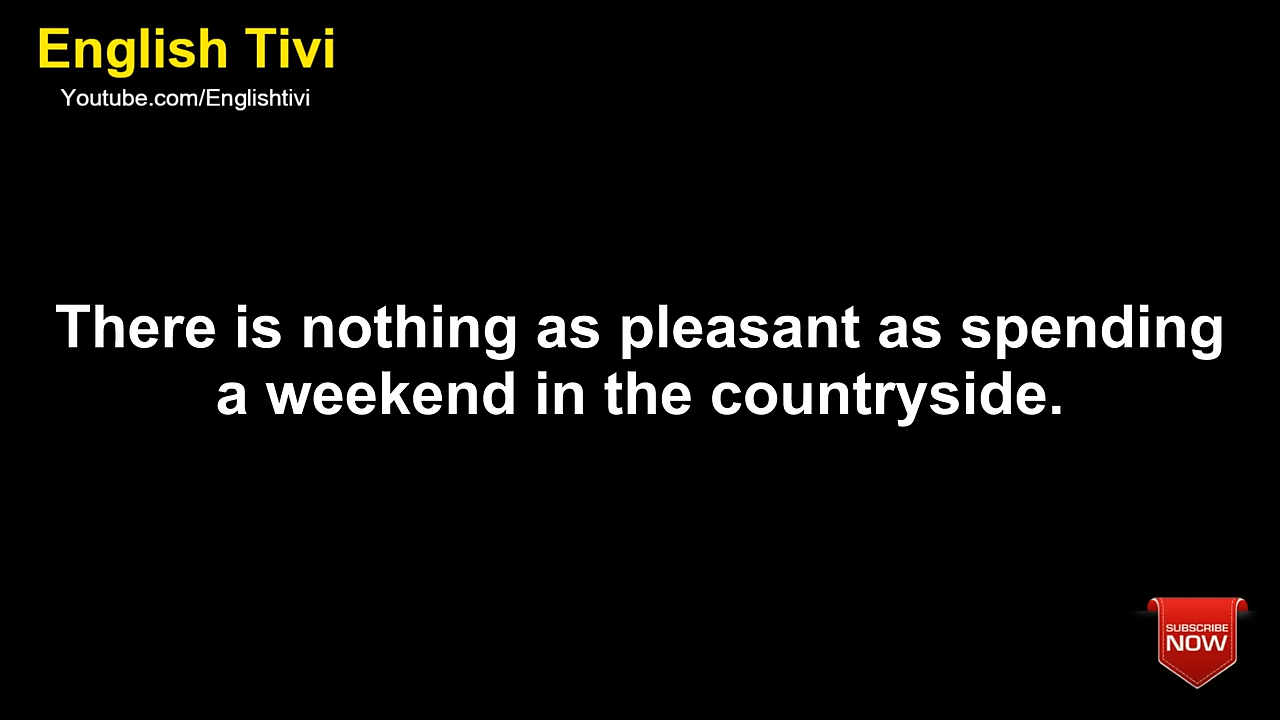 English Tivi
Youtube.com/Englishtivi
There is nothing as pleasant as spending
a weekend in the countryside.
SUBSCRIBE
NOW